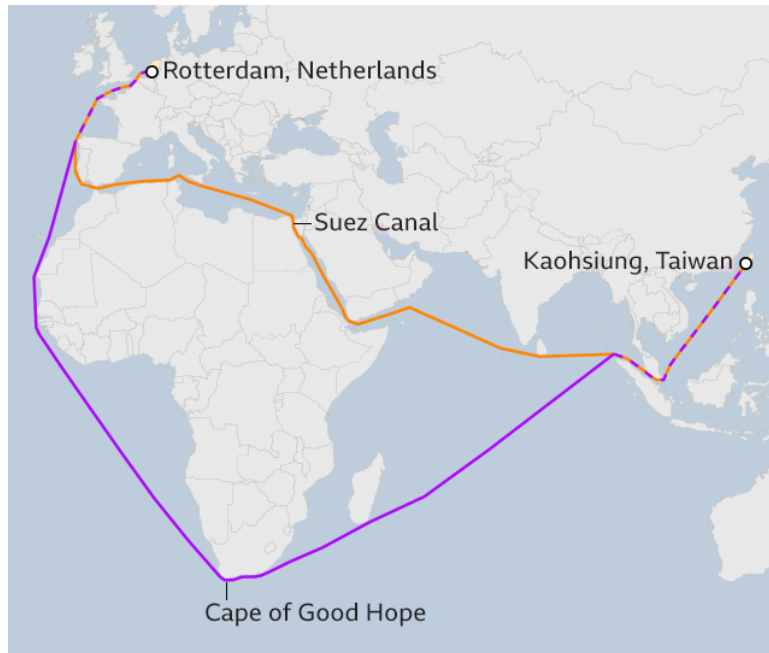 Rotterdam, Netherlands
Suez Canal
Kaohsiung, Taiwan
Cape of Good Hope